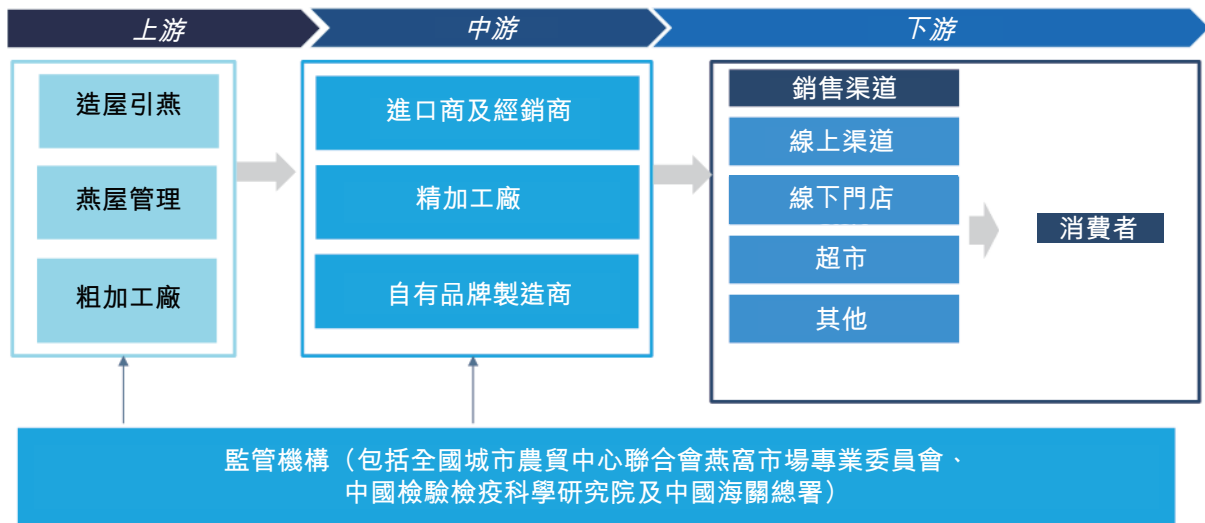 上游
中游
下游
造屋引燕
燕屋管理
粗加工廠
進口商及經銷商
精加工廠
自有品牌製造商
銷售渠道
線上渠道
線下門店
超市
其他
消費者
監管機構（包括全國城市農貿中心聯合會燕窩市場專業委員會、
中國檢驗檢疫科學研究院及中國海關總署）